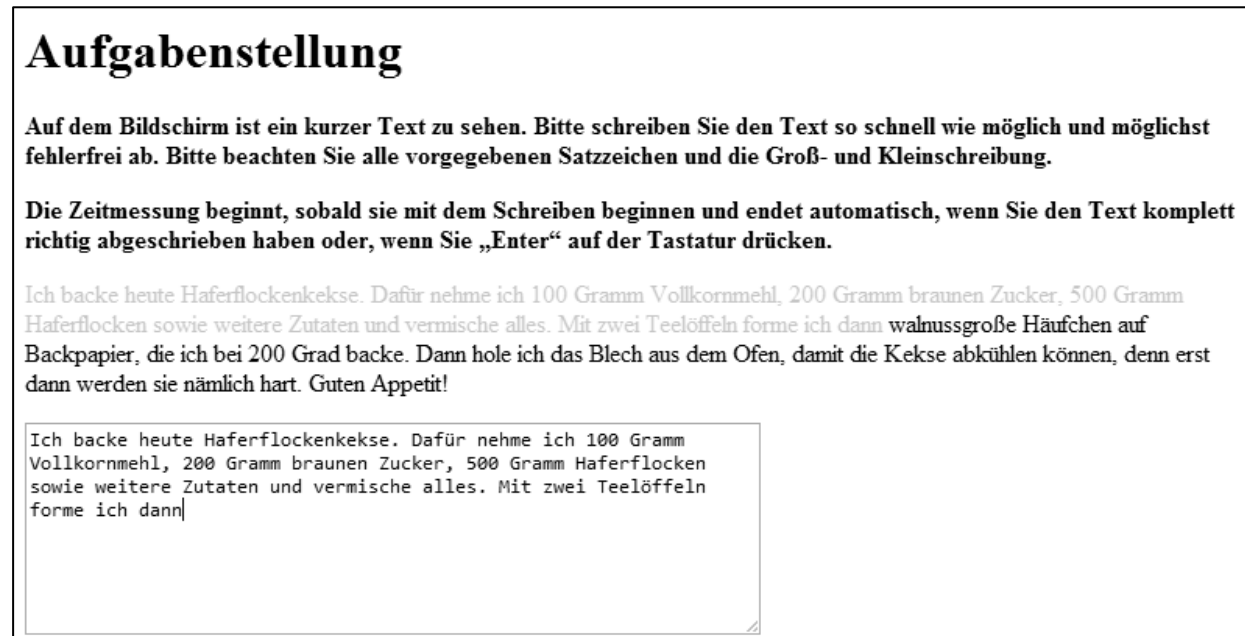 Aufgabenstellung
Auf dem Bildschirm ist ein kurzer Text zu sehen. Bitte schreiben Sie den Text so schnell wie möglich und möglichst
fehlerfrei ab. Bitte beachten Sie alle vorgegebenen Satzzeichen und die Groß- und Kleinschreibung.
Die Zeitmessung beginnt, sobald sie mit dem Schreiben beginnen und endet automatisch, wenn Sie den Text komplett
richtig abgeschrieben haben oder, wenn Sie „Enter“ auf der Tastatur drücken.
Ich backe heute Haferflockenkekse. Dafür nehme ich 100 Gramm Vollkornmehl, 200 Gramm braunen Zucker, 500 Gramm
Haferflocken sowie weitere Zutaten und vermische alles. Mit zwei Teelöffeln forme ich dann walnussgroße Häufchen auf
Backpapier, die ich bei 200 Grad backe. Dann hole ich das Blech aus dem Ofen, damit die Kekse abkühlen können, denn erst
dann werden sie nämlich hart. Guten Appetit!
Ich backe heute Haferflockenkekse. Dafür nehme ich 100 Gramm
Vollkornmehl, 200 Gramm braunen Zucker, 500 Gramm Haferflocken
sowie weitere Zutaten und vermische alles. Mit zwei Teelöffeln
forme ich dann